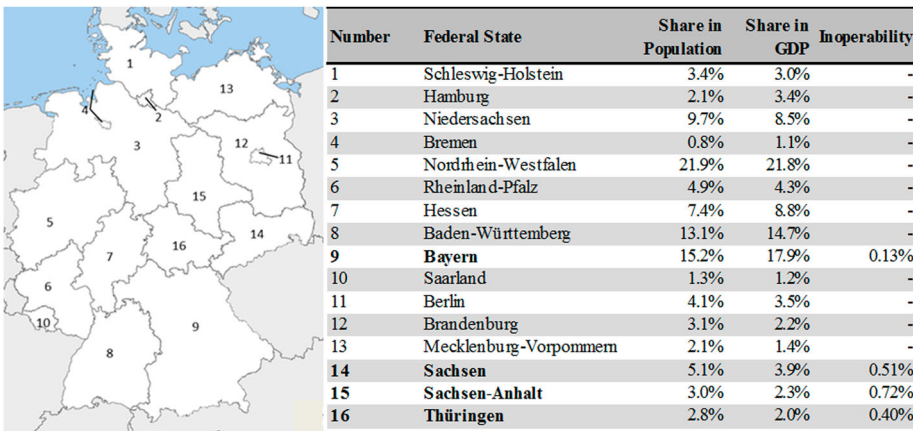 1
13
4
2
3
12
11
15
5
14
7
16
6
10
9
8
Number Federal State Share in Population Share in GDP Inoperability
1 Schleswig-Holstein 3.4% 3.0% -
2 Hamburg 2.1% 3.4% -
3 Niedersachsen 9.7% 8.5% -
4 Bremen 0.8% 1.1% -
5 Nordrhein-Westfalen 21.9% 21.8% -
6 Rheinland-Pfalz 4.9% 4.3% -
7 Hessen 7.4% 8.8% -
8 Baden-Württemberg 13.1% 14.7% -
9 Bayern 15.2% 17.9% 0.13%
10 Saarland 1.3% 1.2% -
11 Berlin 4.1% 3.5% -
12 Brandenburg 3.1% 2.2% -
13 Mecklenburg-Vorpommern 2.1% 1.4% -
14 Sachsen 5.1% 3.9% 0.51%
15 Sachsen-Anhalt 3.0% 2.3% 0.72%
16 Thüringen 2.8% 2.0% 0.40%